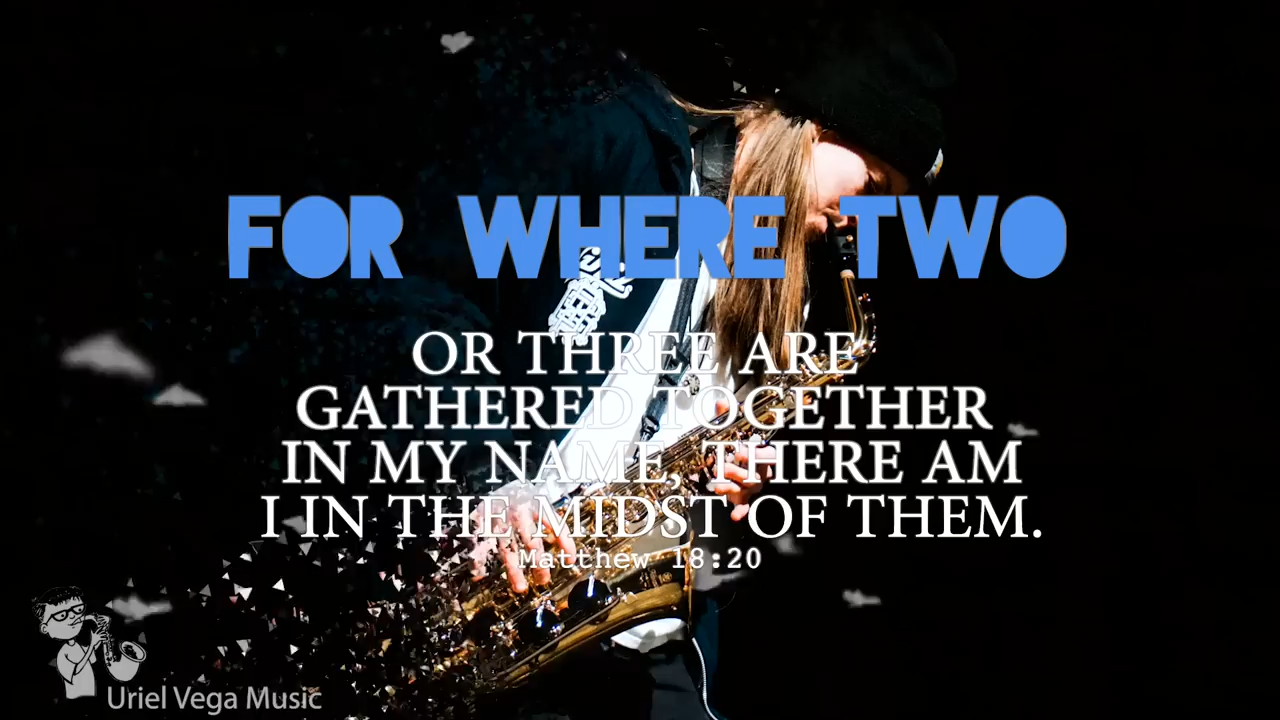 FOR WHERE TWO
OR THREE ARE
GATHERED TOGETHER
IN MY NAME, THERE AM
I IN THE MIDST OF THEM.
Matthew 18:20
Uriel Vega Music